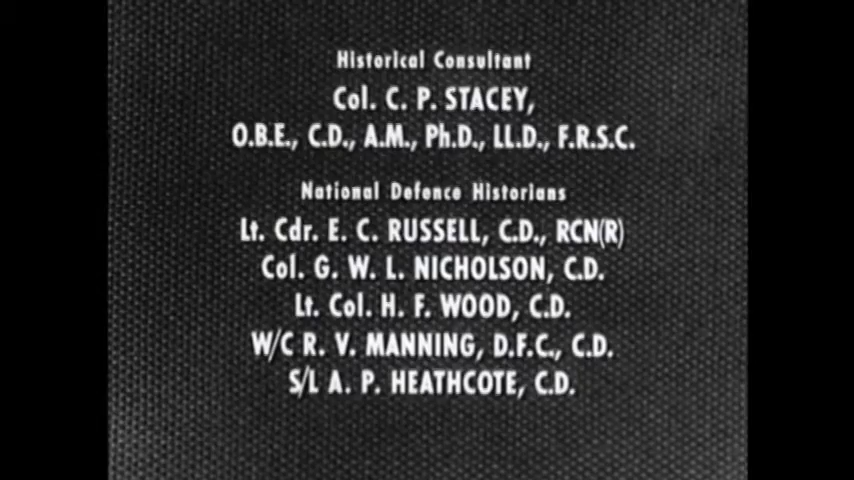 Historical Consultant
Col. C. P. STACEY,
O.B.E., C.D., A.M., Ph.D., LL.D., F.R.S.C.
National Defence Historians
Lt. Cdr. E. C. RUSSELL, C.D., RCN(R)
Col. G. W. L. NICHOLSON, C.D.
Lt. Col. H. F. WOOD, C.D.
W/C R. V. MANNING, D.F.C., C.D.
S/L A. P. HEATHCOTE, C.D.